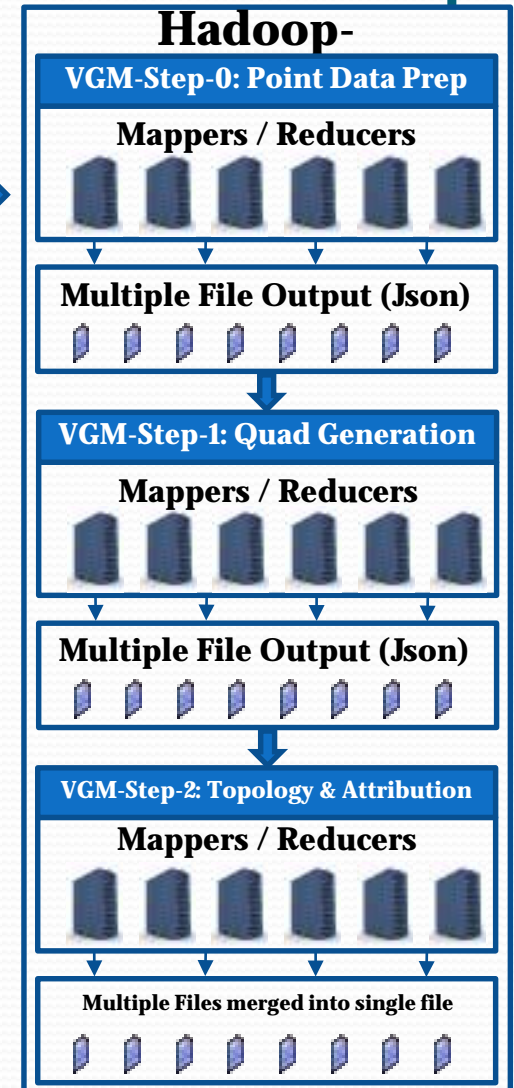 Hadoop-
VGM-Step-0: Point Data Prep
Mappers / Reducers
Multiple File Output (Json)
VGM-Step-1: Quad Generation
Mappers / Reducers
Multiple File Output (Json)
VGM-Step-2: Topology & Attribution
Mappers / Reducers
Multiple Files merged into single file